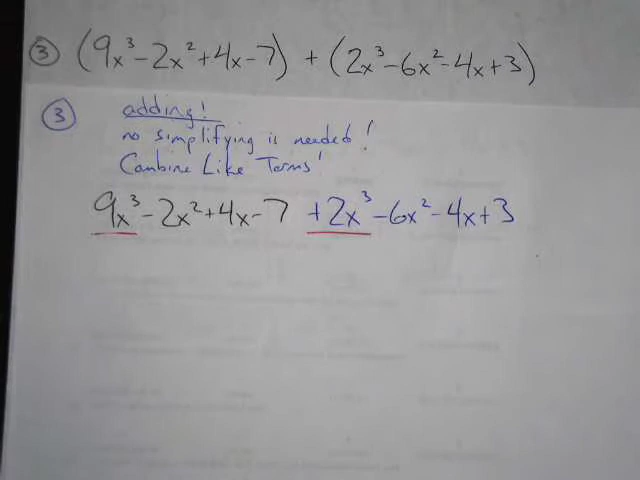 ③ (9x³-2x²+4x-7) + (2x³-6x²-4x+3)
③ adding!
no simplifying is needed!
Combine Like Terms!
9x³-2x²+4x-7 +2x³-6x²-4x+3